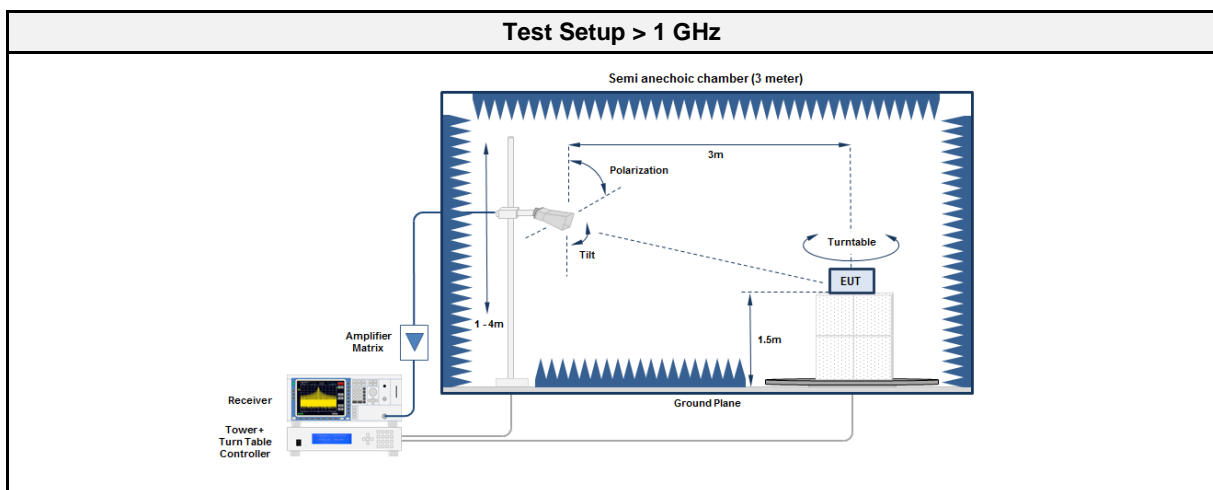 Test Setup > 1 GHz
Semi anechoic chamber (3 meter)
3m
Polarization
Turntable
Tilt
EUT
1 - 4m
1.5m
Amplifier
Matrix
Ground Plane
Receiver
Tower+
Turn Table
Controller